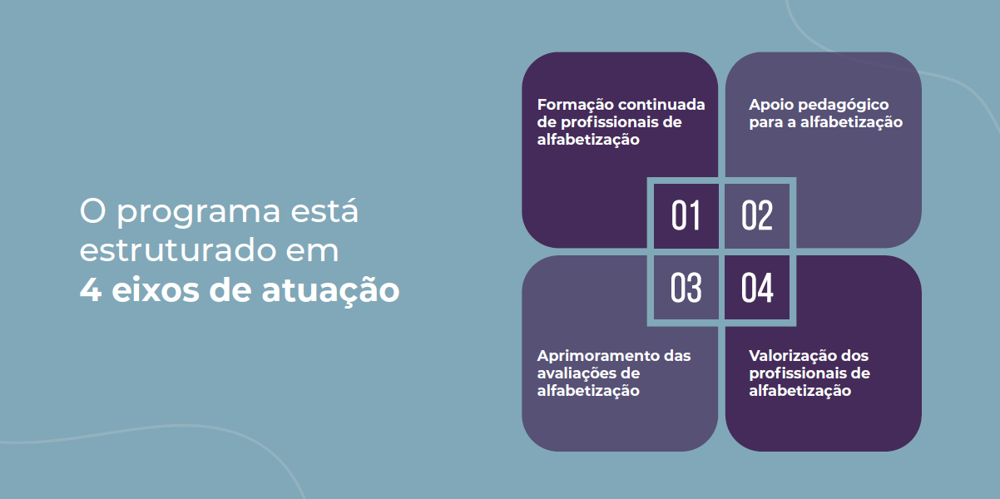 O programa está
estruturado em
4 eixos de atuação
Formação continuada
de profissionais de
alfabetização
01
Apoio pedagógico
para a alfabetização
02
03
Aprimoramento das
avaliações de
alfabetização
04
Valorização dos
profissionais de
alfabetização